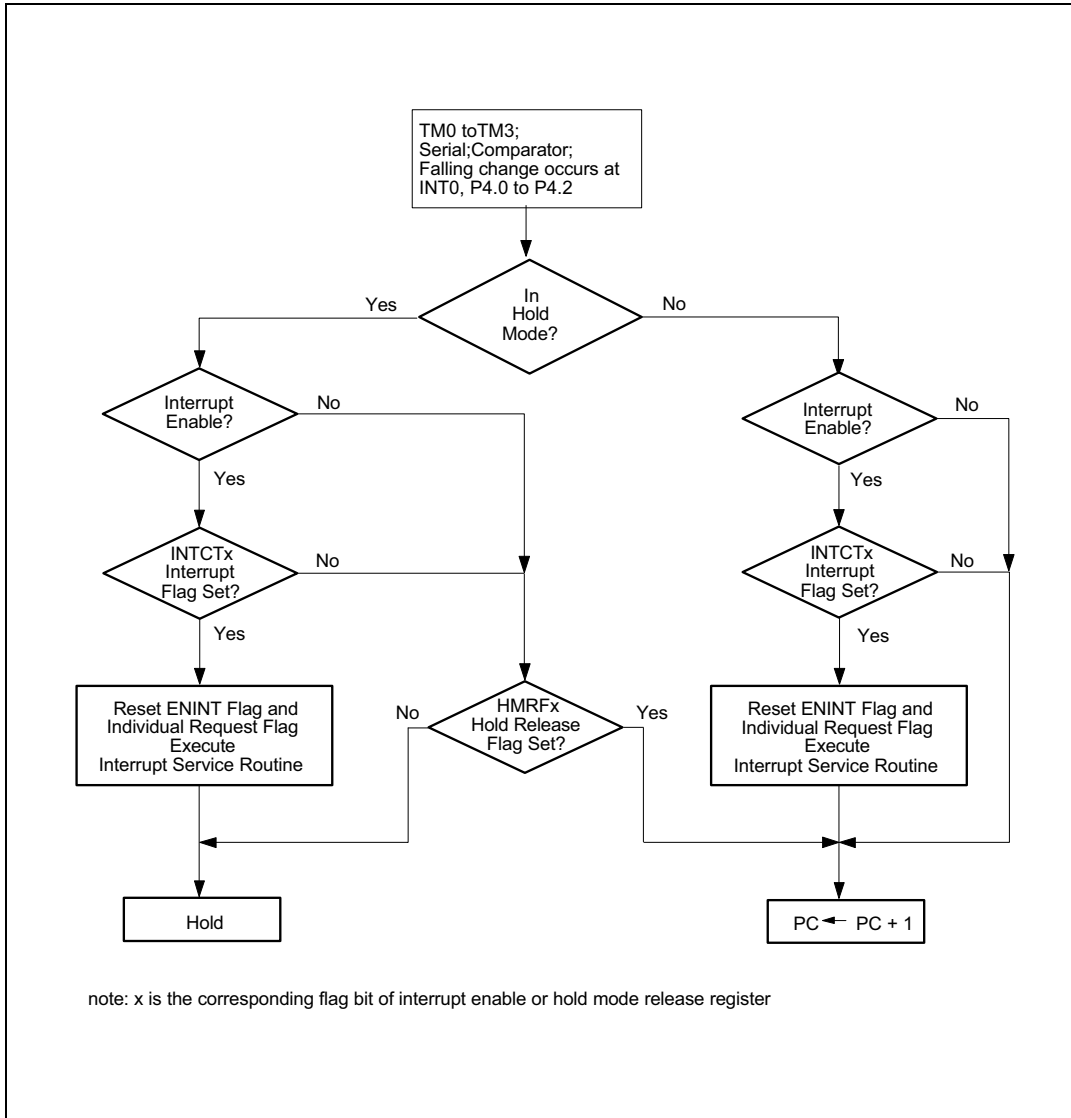 TM0 toTM3;
Serial;Comparator;
Falling change occurs at
INT0, P4.0 to P4.2
In
Hold
Mode?
Yes
No
Interrupt
Enable?
No
Yes
Interrupt
Enable?
No
Yes
INTCTx
Interrupt
Flag Set?
No
Yes
INTCTx
Interrupt
Flag Set?
No
Yes
Reset ENINT Flag and
Individual Request Flag
Execute
Interrupt Service Routine
No
HMRFx
Hold Release
Flag Set?
Yes
Reset ENINT Flag and
Individual Request Flag
Execute
Interrupt Service Routine
Hold
PC ← PC + 1
note: x is the corresponding flag bit of interrupt enable or hold mode release register